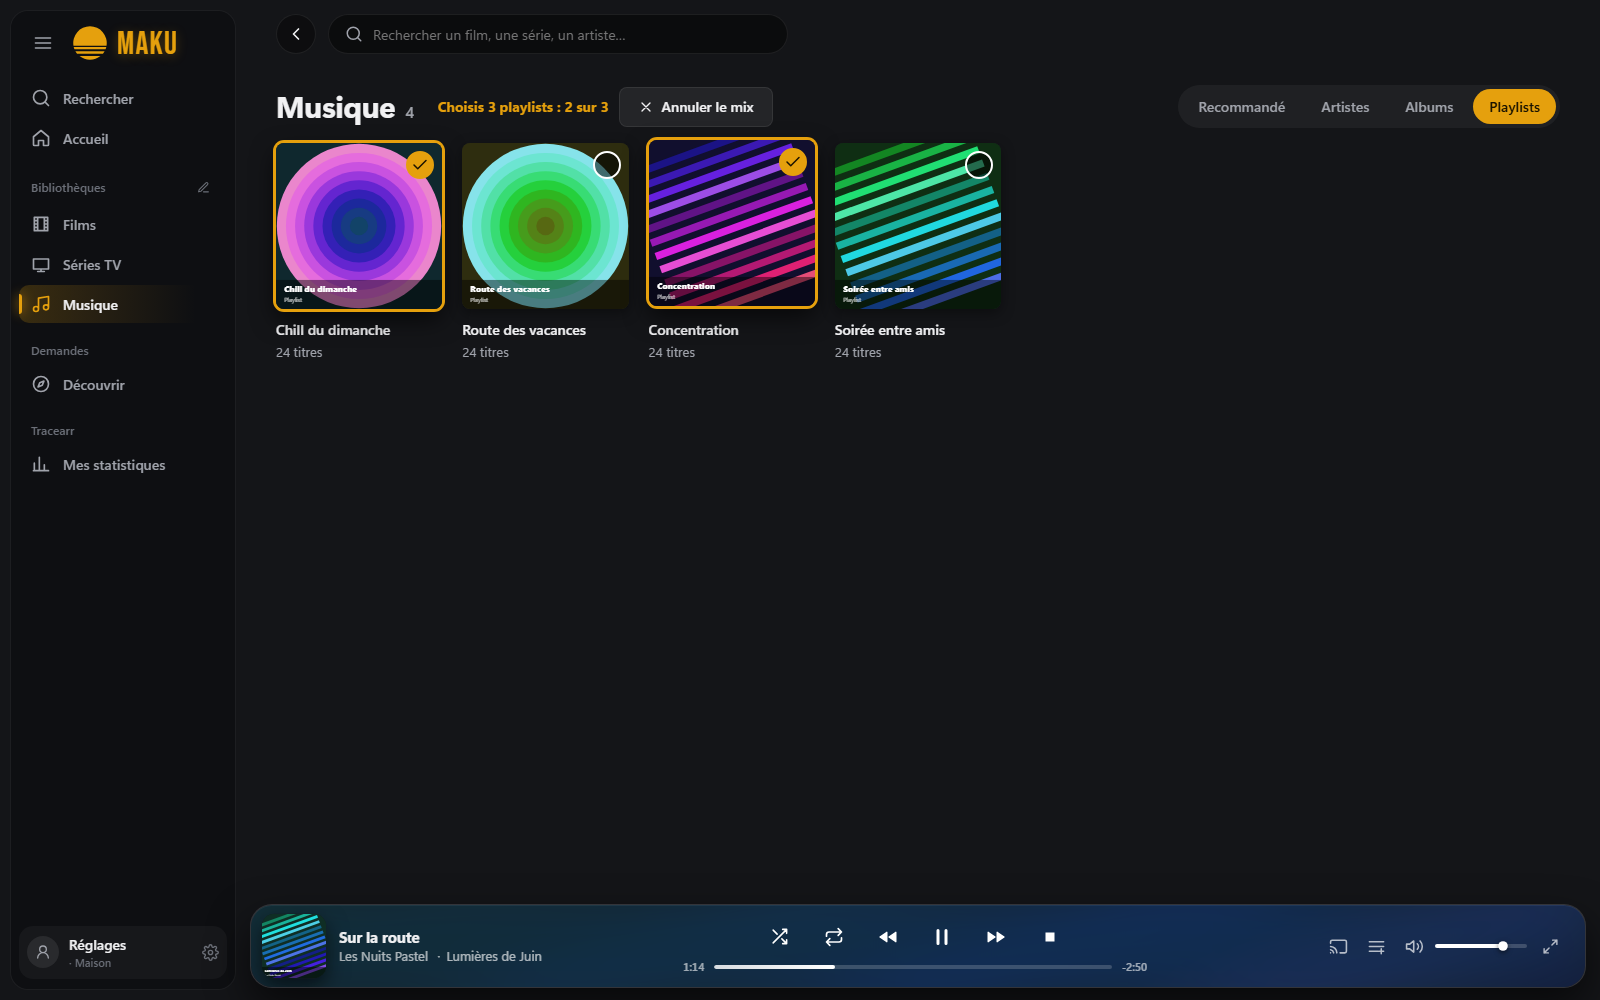 MAKU
Rechercher un film, une série, un artiste...
Rechercher
Accueil
Bibliothèques
Films
Séries TV
Musique
Demandes
Découvrir
Tracearr
Mes statistiques
Réglages
· Maison
Musique 4
Choisis 3 playlists : 2 sur 3
Annuler le mix
Recommandé
Artistes
Albums
Playlists
Chill du dimanche
Playlist
Route des vacances
Playlist
Concentration
Playlist
Soirée entre amis
Playlist
Chill du dimanche
24 titres
Route des vacances
24 titres
Concentration
24 titres
Soirée entre amis
24 titres
Sur la route
Les Nuits Pastel · Lumières de Juin
1:14
-2:50